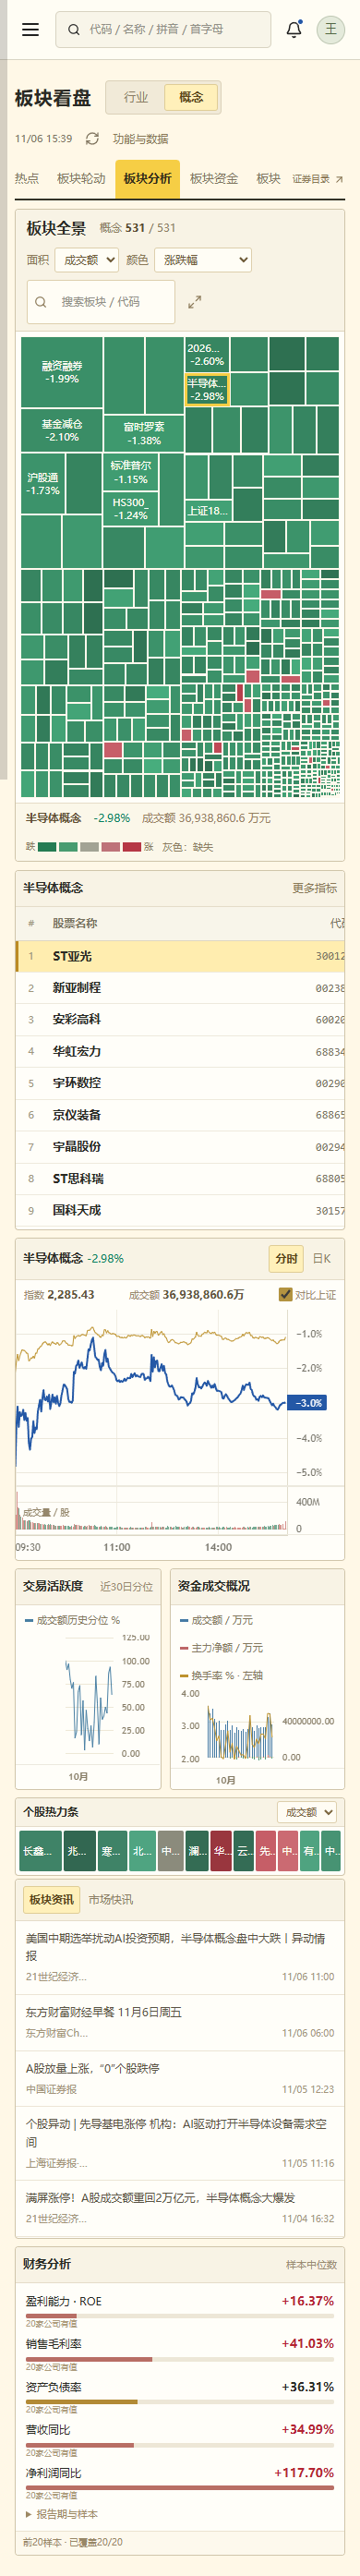 代码 / 名称 / 拼音 / 首字母
王
板块看盘
行业
概念
11/06 15:39
功能与数据
热点
板块轮动
板块分析
板块资金
板块
证券目录
板块全景
概念 531 / 531
面积
成交额
颜色
涨跌幅
搜索板块 / 代码
融资融券
-1.99%
2026...
-2.60%
半导体...
-2.98%
基金减仓
-2.10%
富时罗素
-1.38%
沪股通
-1.73%
标准普尔
-1.15%
HS300_
-1.24%
上证18...
半导体概念 -2.98% 成交额 36,938,860.6 万元
跌
涨
灰色：缺失
半导体概念
更多指标
# 股票名称
1 ST亚光 30012
2 新亚制程 00238
3 安彩高科 60020
4 华虹宏力 68834
5 宇环数控 00290
6 京仪装备 68865
7 宇晶股份 00294
8 ST思科瑞 68805
9 国科天成 30157
半导体概念 -2.98%
分时
日K
指数 2,285.43
成交额 36,938,860.6万
对比上证
-1.0%
-2.0%
-3.0%
-4.0%
-5.0%
成交量 / 股
400M
0
09:30
11:00
14:00
交易活跃度
近30日分位
成交额历史分位 %
125.00
100.00
75.00
50.00
25.00
0.00
10月
资金成交概况
成交额 / 万元
主力净额 / 万元
换手率 % · 左轴
4.00
3.00
2.00
40000000.00
0.00
10月
个股热力条
成交额
长鑫...
兆...
寒...
北...
中...
澜...
华...
云...
先...
中...
有...
中...
板块资讯
市场快讯
美国中期选举扰动AI投资预期，半导体概念盘中大跌丨异动情
报
21世纪经济...
11/06 11:00
东方财富财经早餐 11月6日周五
东方财富Ch...
11/06 06:00
A股放量上涨，“0”个股跌停
中国证券报
11/05 12:23
个股异动 | 先导基电涨停 机构：AI驱动打开半导体设备需求空
间
上海证券报·...
11/05 11:16
满屏涨停！A股成交额重回2万亿元，半导体概念大爆发
21世纪经济...
11/04 16:32
财务分析
样本中位数
盈利能力 · ROE
+16.37%
20家公司有值
销售毛利率
+41.03%
20家公司有值
资产负债率
+36.31%
20家公司有值
营收同比
+34.99%
20家公司有值
净利润同比
+117.70%
20家公司有值
报告期与样本
前20样本 · 已覆盖20/20